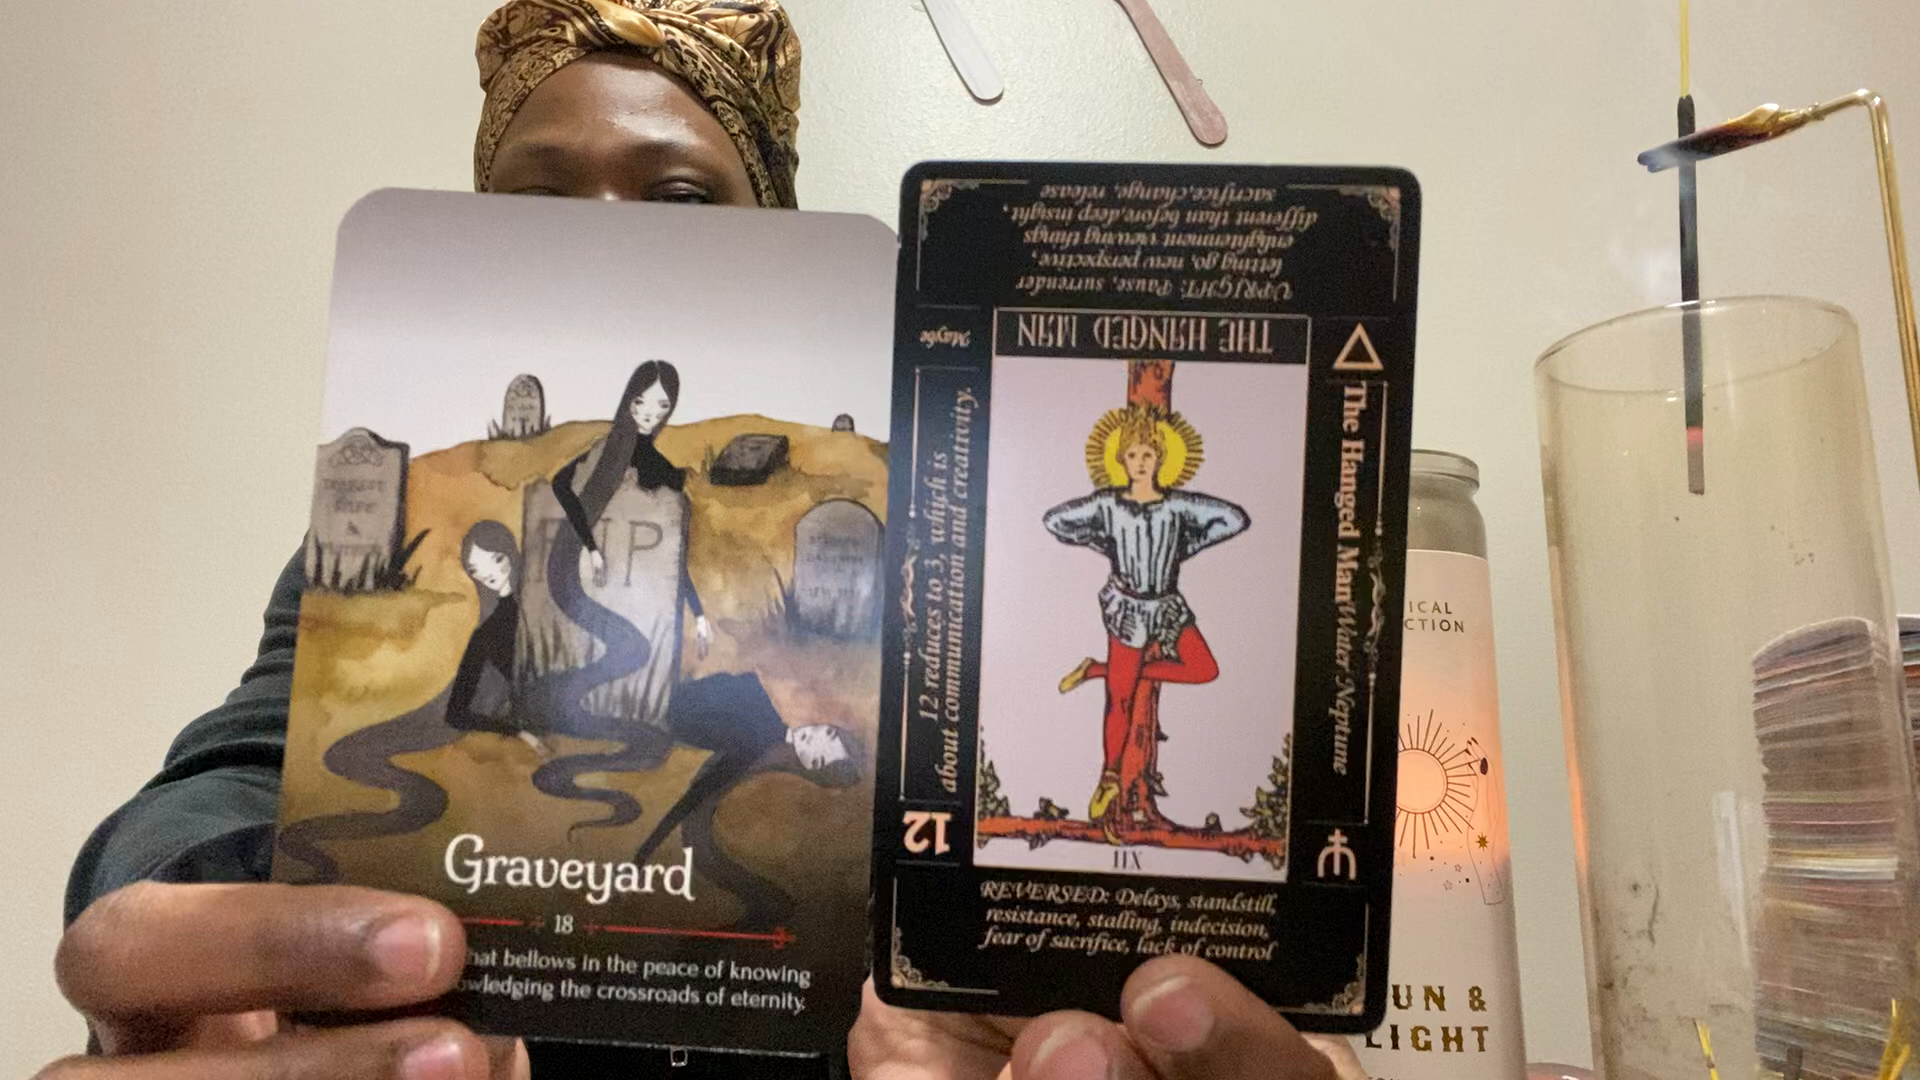 RIP
Graveyard
18
bellows in the peace of knowing
the crossroads of eternity.
UPRIGHT: Pause, surrender
letting go, new perspective,
enlightenment viewing things
different than before, deep insight,
sacrifice, change, release
THE HANGED MAN
Maybe
12 reduces to 3, which is
about communication and creativity.
The Hanged Man Water Neptune
12
XII
REVERSED: Delays, standstill,
resistance, stalling, indecision,
fear of sacrifice, lack of control
ICAL
CTION
UN &
LIGHT